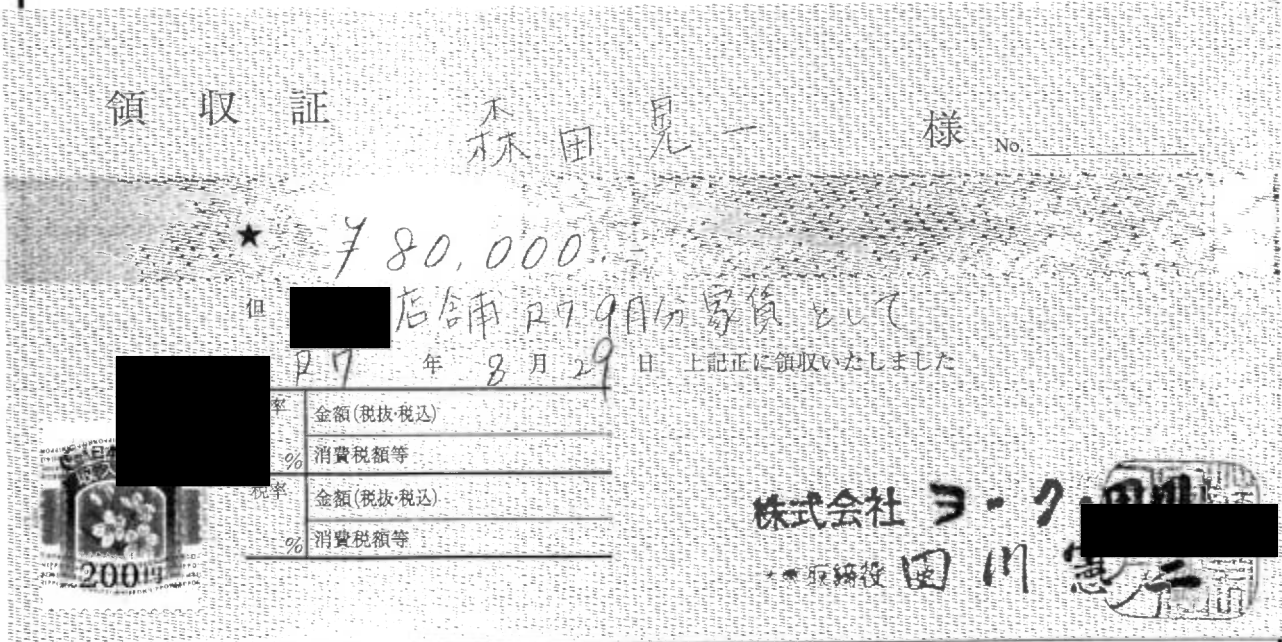 領収証 森田晃一 様 No.
★ ¥80,000.-
但 店舗R7 9月分家賃として
R7 年 8 月 29 日 上記正に領収いたしました
率 金額(税抜・税込)
% 消費税額等
税率 金額(税抜・税込)
% 消費税額等
200円
株式会社 ヨーク
取締役 田川憲二